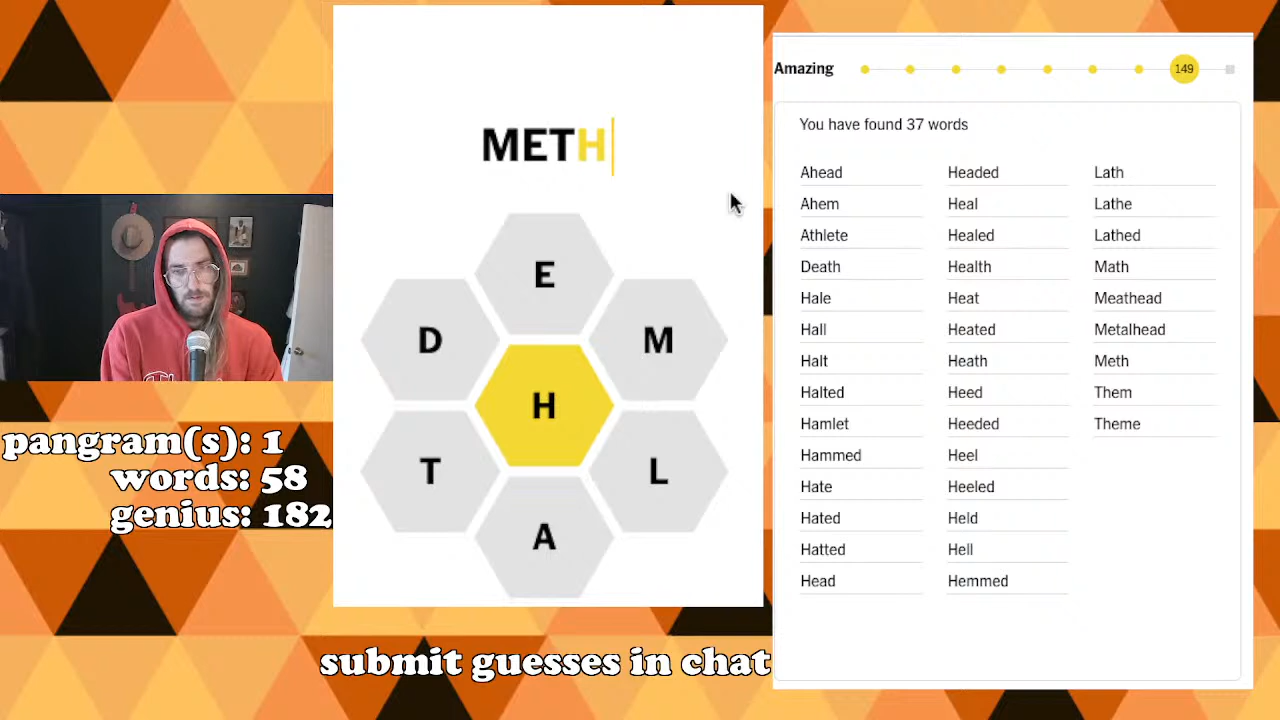 METH
E
D
M
H
T
L
A
pangram(s): 1
words: 58
genius: 182
submit guesses in chat
Amazing
149
You have found 37 words
Ahead
Ahem
Athlete
Death
Hale
Hall
Halt
Halted
Hamlet
Hammed
Hate
Hated
Hatted
Head
Headed
Heal
Healed
Health
Heat
Heated
Heath
Heed
Heeded
Heel
Heeled
Held
Hell
Hemmed
Lath
Lathe
Lathed
Math
Meathead
Metalhead
Meth
Them
Theme